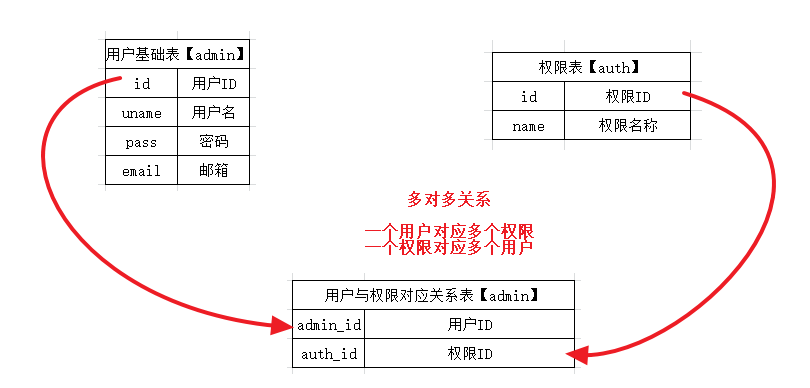 用户基础表【admin】
id 用户ID
uname 用户名
pass 密码
email 邮箱
权限表【auth】
id 权限ID
name 权限名称
多对多关系
一个用户对应多个权限
一个权限对应多个用户
用户与权限对应关系表【admin】
admin_id 用户ID
auth_id 权限ID